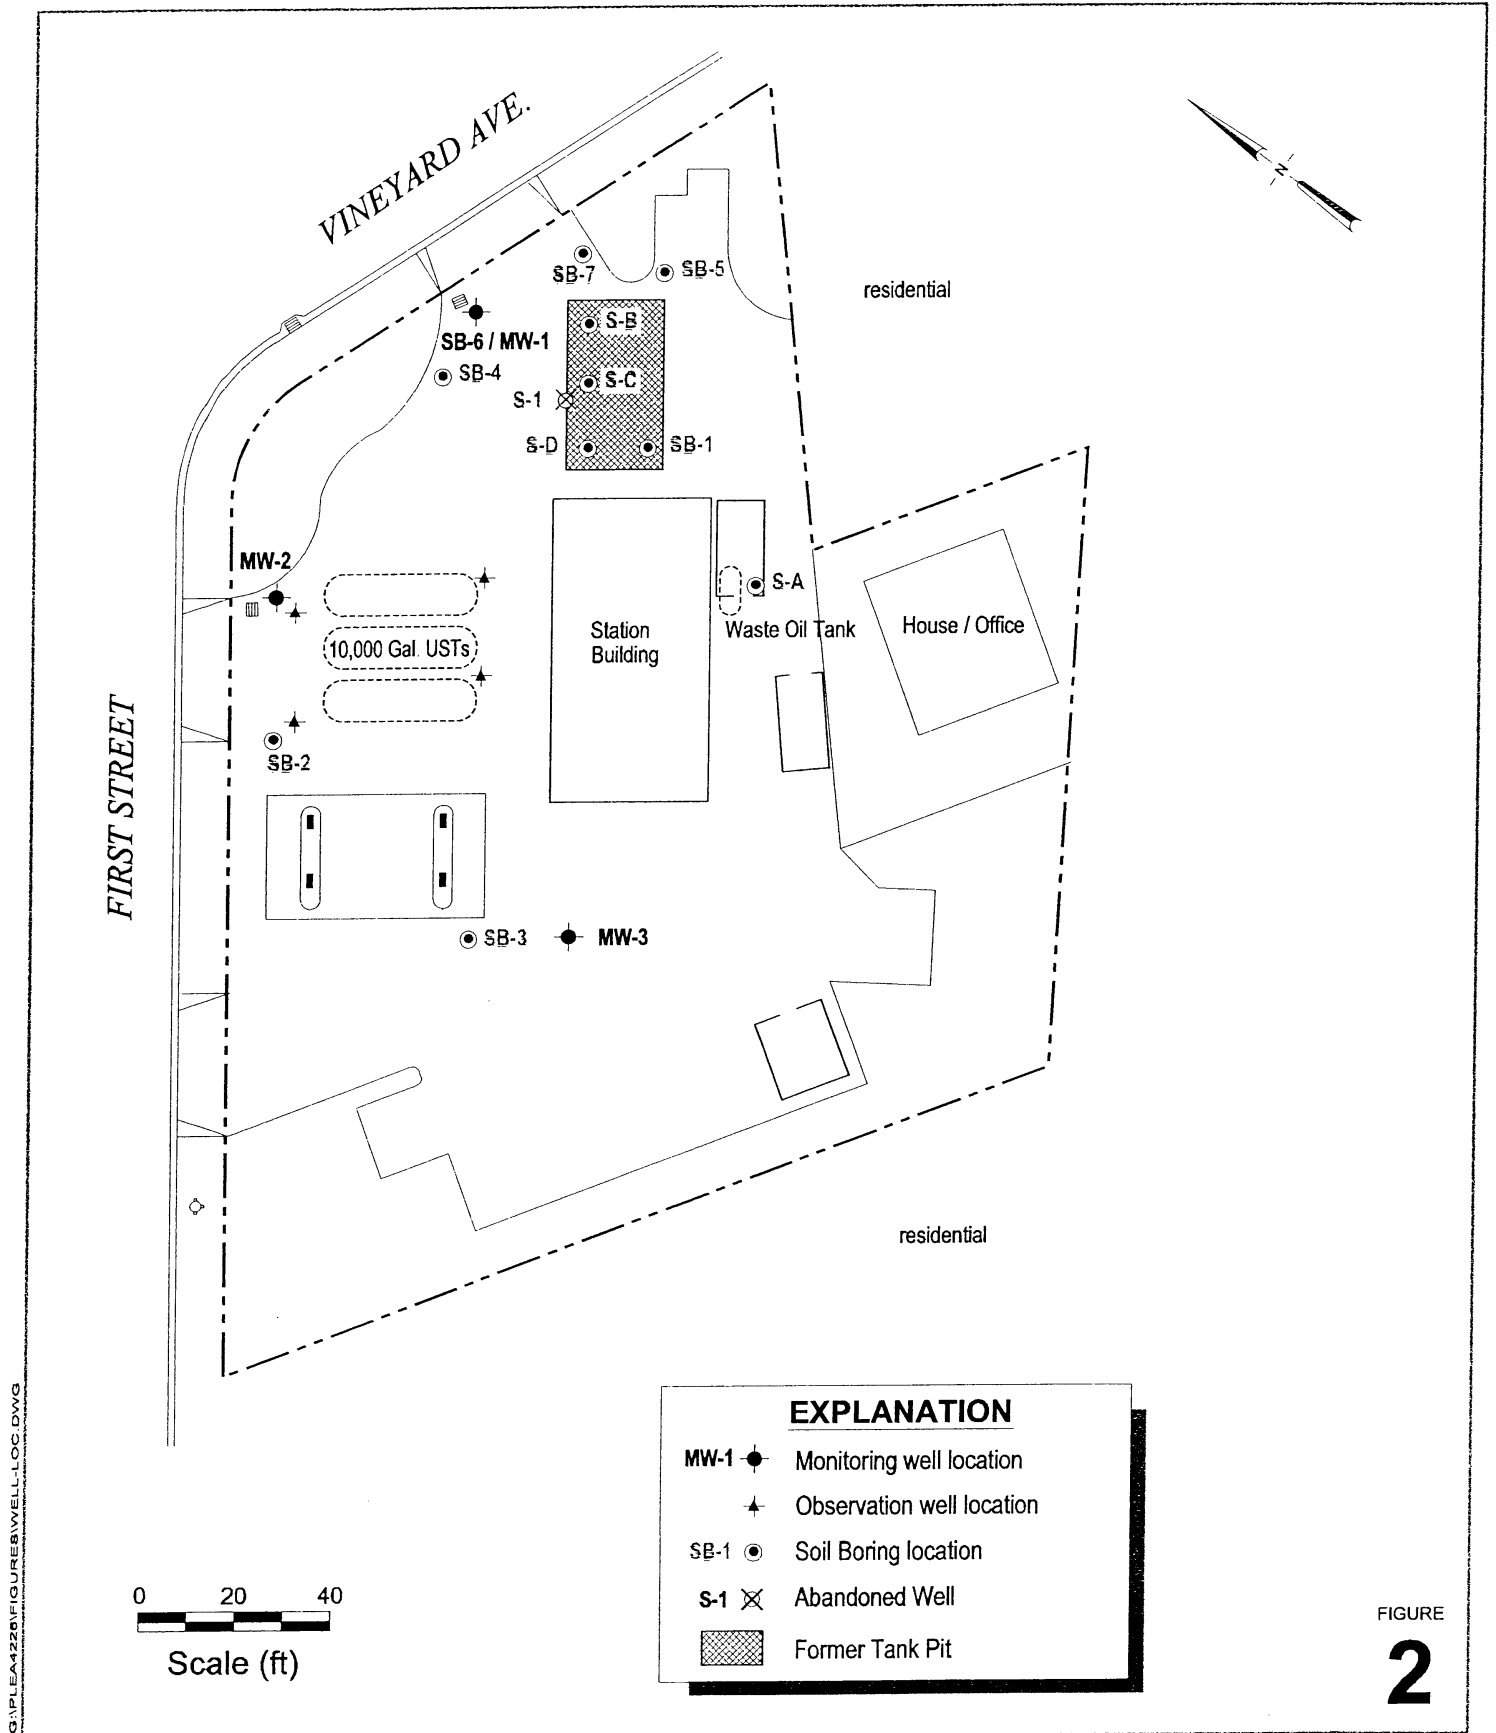 VINEYARD AVE.
N
residential
SB-7
SB-5
S-B
SB-6 / MW-1
SB-4
S-C
S-1
S-D
SB-1
MW-2
S-A
10,000 Gal. USTs
Station
Building
Waste Oil Tank
House / Office
FIRST STREET
SB-2
SB-3
MW-3
residential
EXPLANATION
MW-1 Monitoring well location
Observation well location
SB-1 Soil Boring location
S-1 Abandoned Well
Former Tank Pit
0 20 40
Scale (ft)
FIGURE
2
G:\PLEA4226\FIGURES\WELL-LOC.DWG